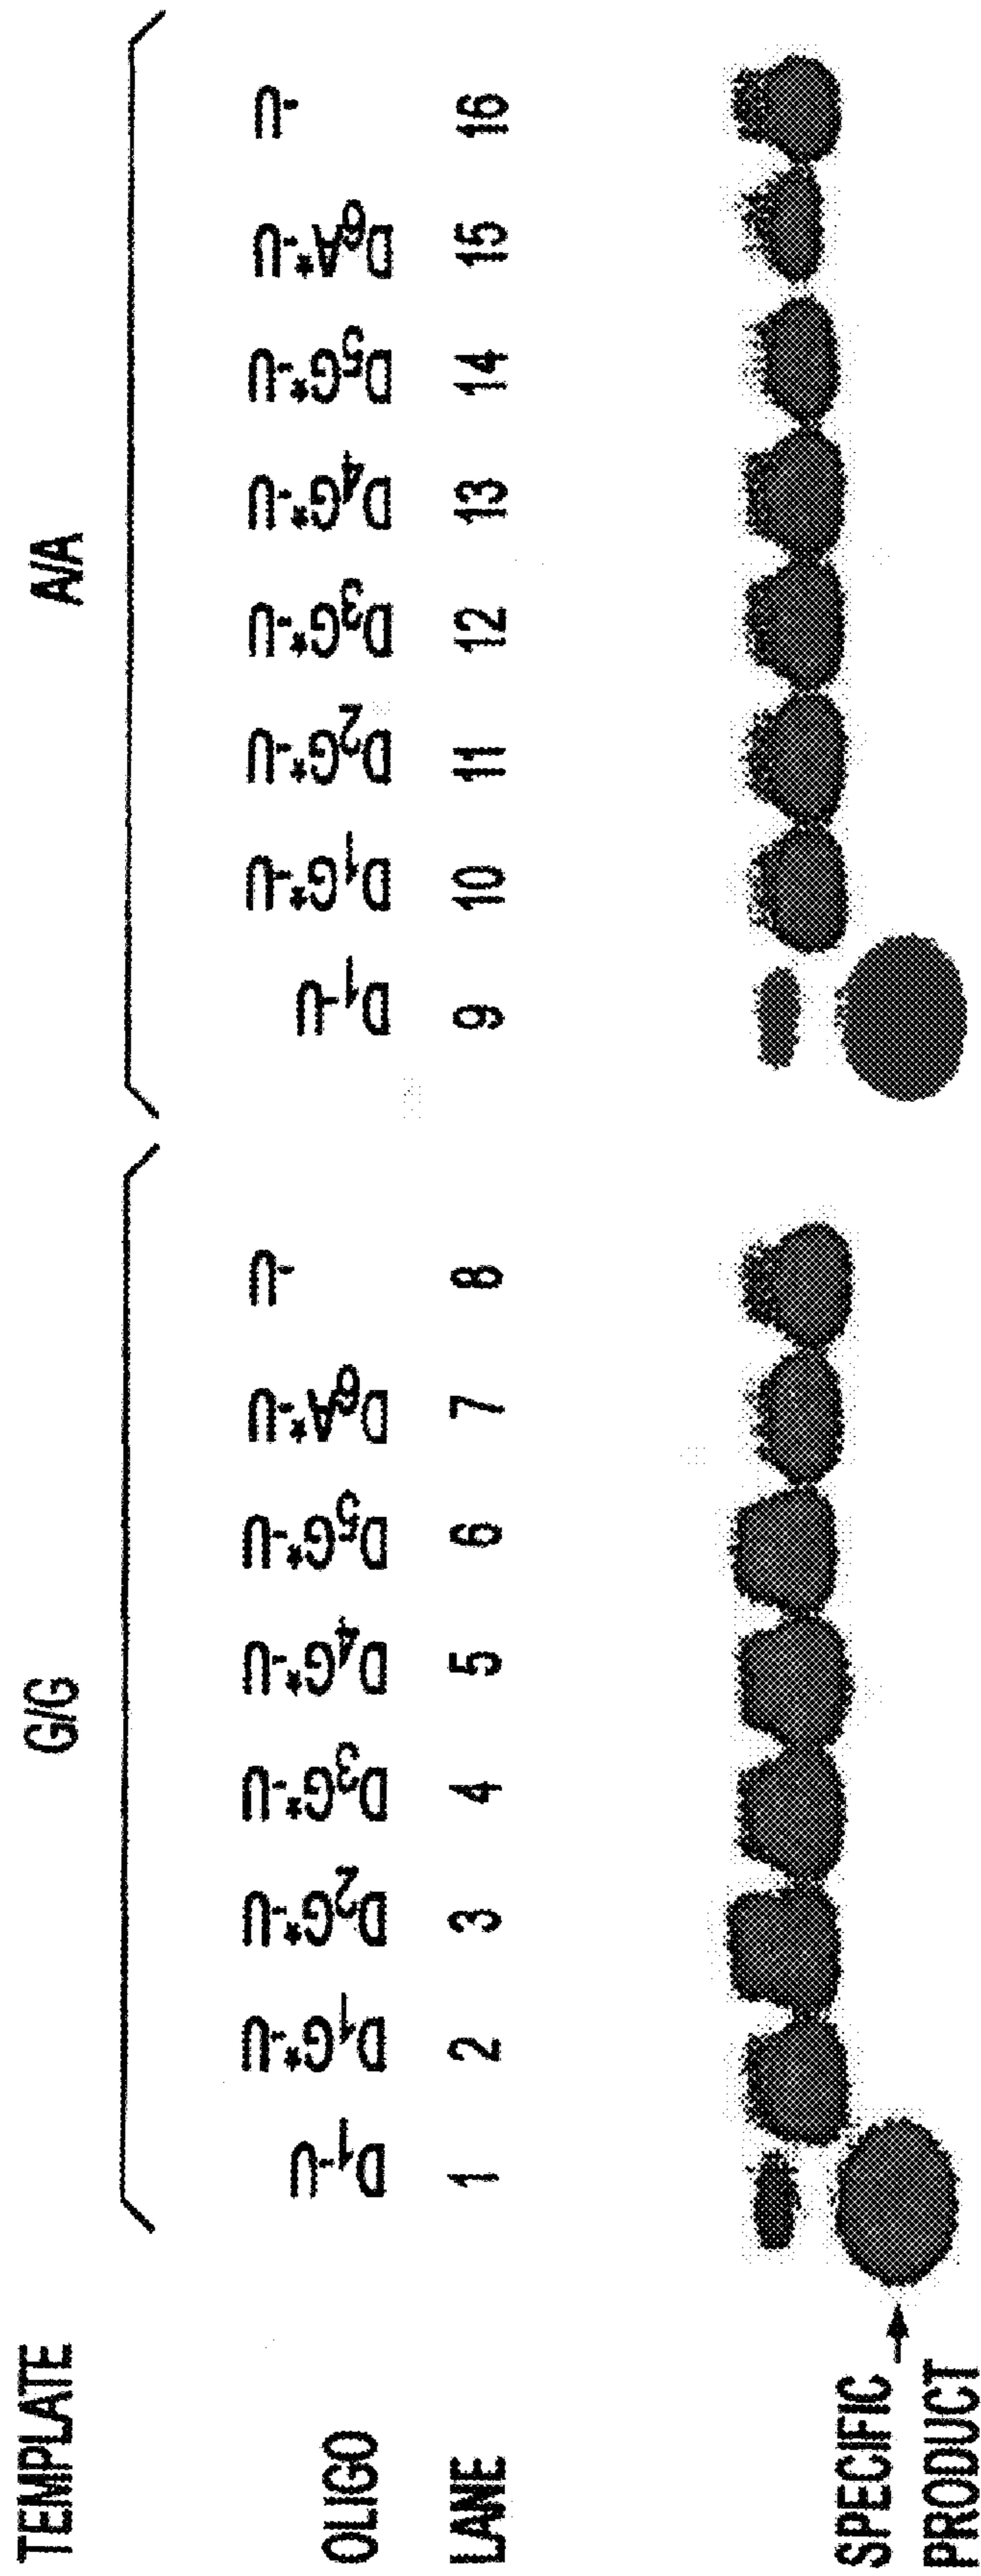 TEMPLATE G/G A/A
OLIGO D₁-U D₁G*-U D₂G*-U D₃G*-U D₄G*-U D₅G*-U D₆A*-U -U D₁-U D₁G*-U D₂G*-U D₃G*-U D₄G*-U D₅G*-U D₆A*-U -U
LANE 1 2 3 4 5 6 7 8 9 10 11 12 13 14 15 16
SPECIFIC
PRODUCT